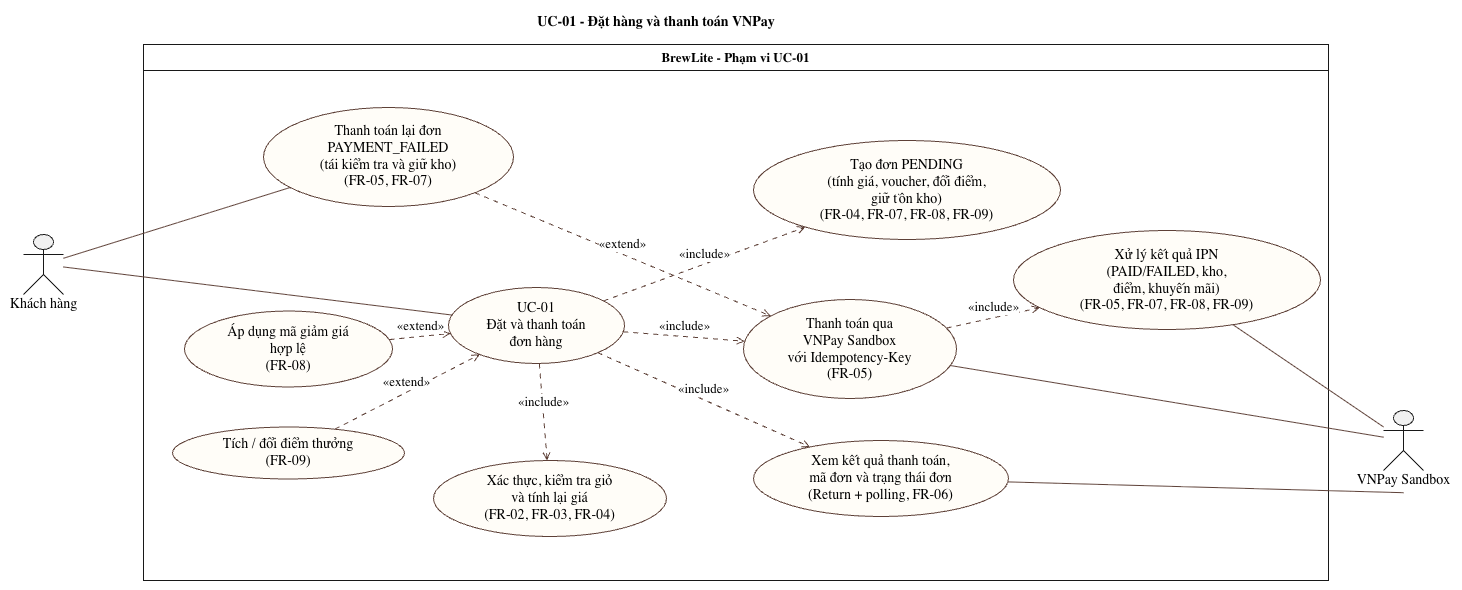 UC-01 - Đặt hàng và thanh toán VNPay
BrewLite - Phạm vi UC-01
Thanh toán lại đơn
PAYMENT_FAILED
(tái kiểm tra và giữ kho)
(FR-05, FR-07)
Tạo đơn PENDING
(tính giá, voucher, đổi điểm,
giữ tồn kho)
(FR-04, FR-07, FR-08, FR-09)
Khách hàng
«extend»
«include»
Xử lý kết quả IPN
(PAID/FAILED, kho,
điểm, khuyến mãi)
(FR-05, FR-07, FR-08, FR-09)
UC-01
Đặt và thanh toán
đơn hàng
«include»
«include»
Áp dụng mã giảm giá
hợp lệ
(FR-08)
«extend»
Thanh toán qua
VNPay Sandbox
với Idempotency-Key
(FR-05)
«extend»
«include»
«include»
Tích / đổi điểm thưởng
(FR-09)
Xác thực, kiểm tra giỏ
và tính lại giá
(FR-02, FR-03, FR-04)
Xem kết quả thanh toán,
mã đơn và trạng thái đơn
(Return + polling, FR-06)
VNPay Sandbox